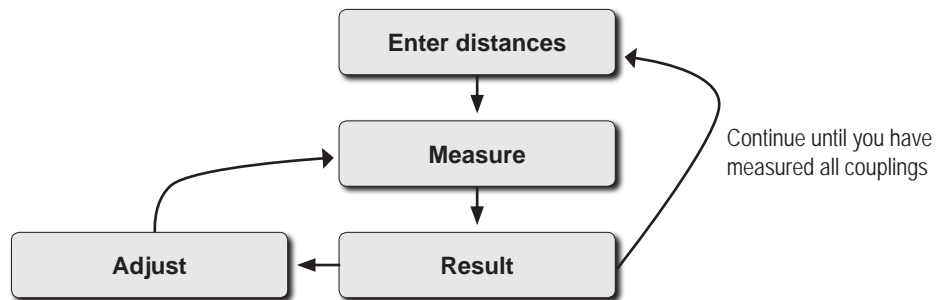 Enter distances
Measure
Continue until you have
measured all couplings
Adjust
Result